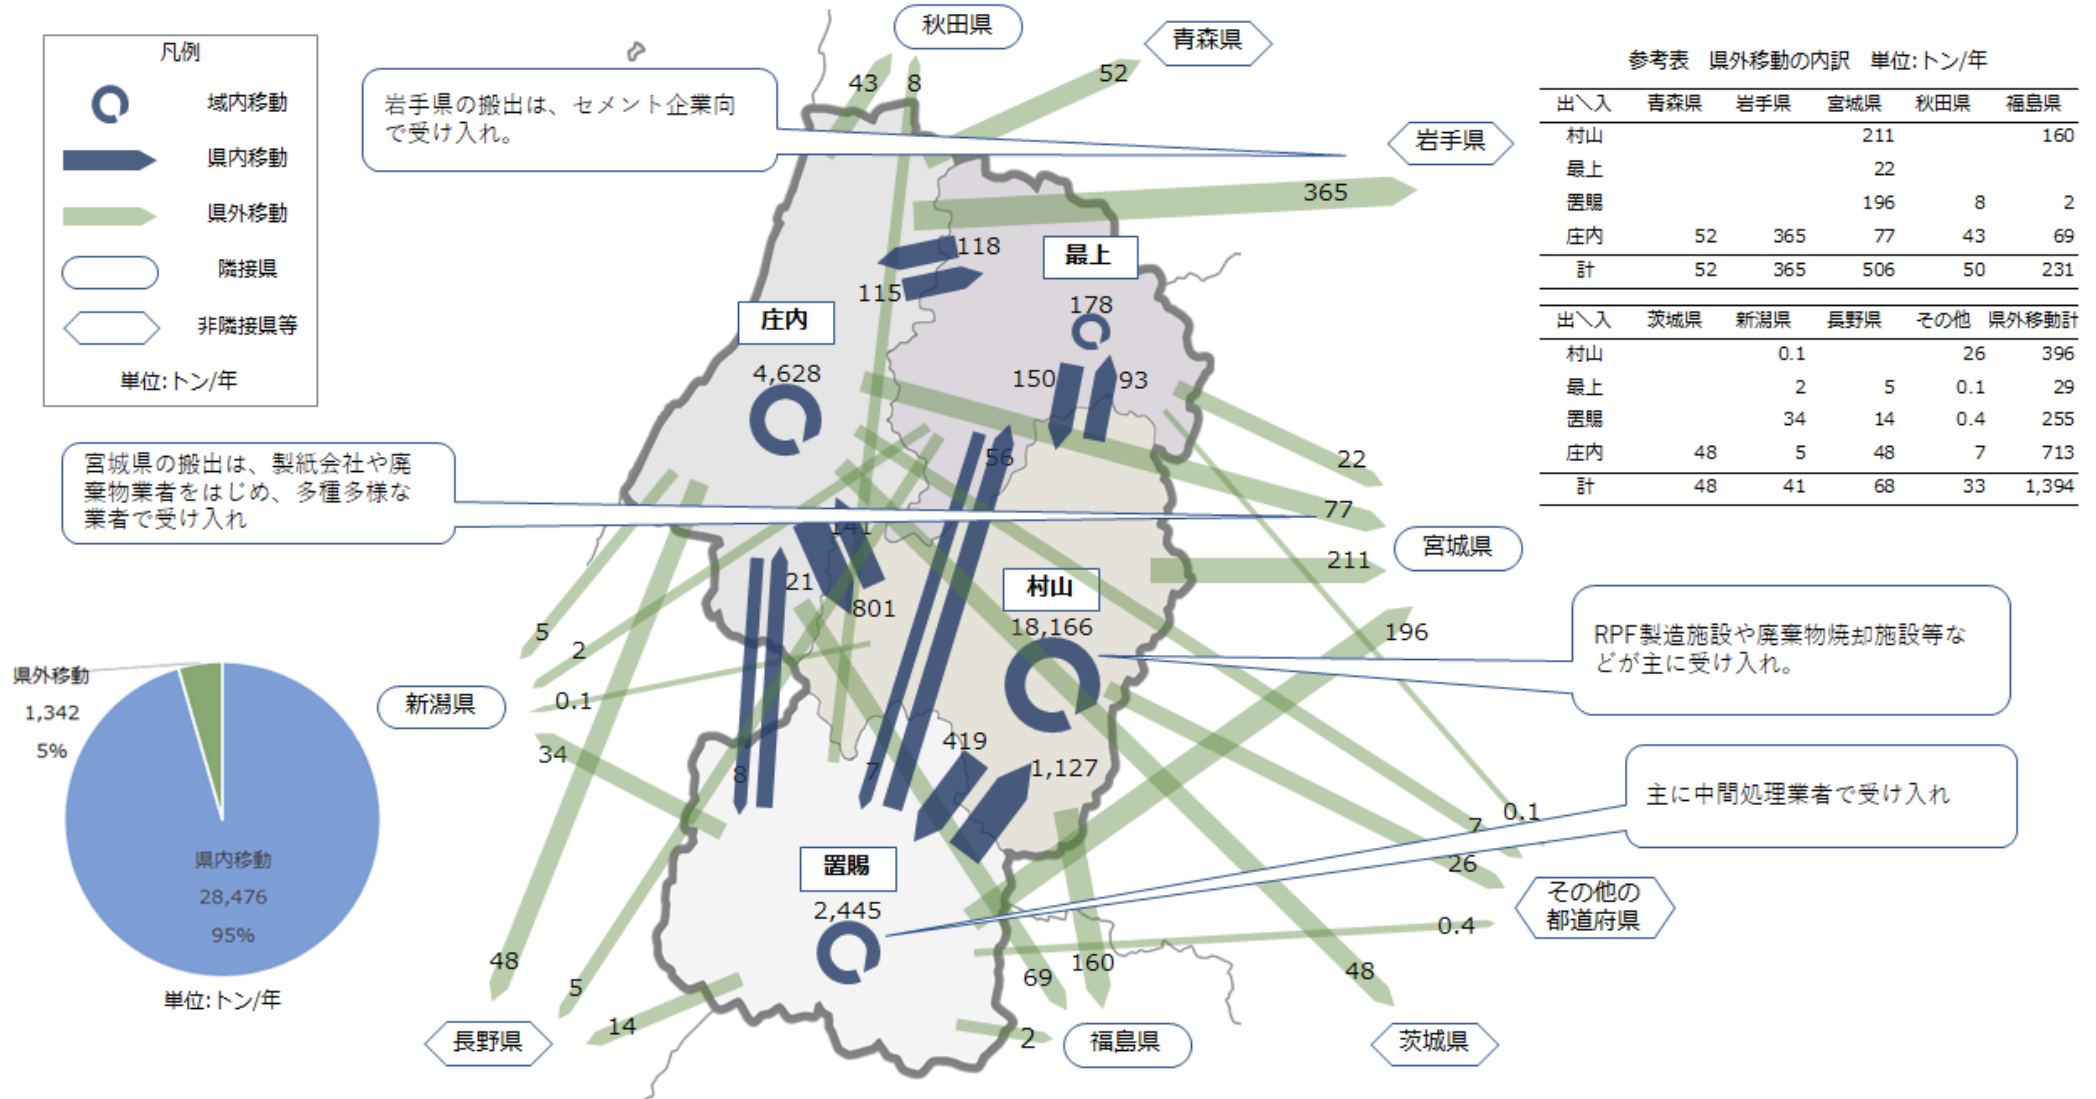 凡例
域内移動
県内移動
県外移動
隣接県
非隣接県等
単位:トン/年
秋田県
青森県
岩手県
43
8
52
365
岩手県の搬出は、セメント企業向
で受け入れ。
参考表　県外移動の内訳　単位:トン/年
出＼入 青森県 岩手県 宮城県 秋田県 福島県
村山 211 160
最上 22
置賜 196 8 2
庄内 52 365 77 43 69
計 52 365 506 50 231
出＼入 茨城県 新潟県 長野県 その他 県外移動計
村山 0.1 26 396
最上 2 5 0.1 29
置賜 34 14 0.4 255
庄内 48 5 48 7 713
計 48 41 68 33 1,394
118
115
最上
178
庄内
4,628
150
93
56
宮城県の搬出は、製紙会社や廃
棄物業者をはじめ、多種多様な
業者で受け入れ
22
77
宮城県
211
141
21
801
村山
18,166
196
RPF製造施設や廃棄物焼却施設等な
どが主に受け入れ。
5
2
新潟県
0.1
34
419
1,127
8
7
主に中間処理業者で受け入れ
0.1
7
26
その他の
都道府県
0.4
置賜
2,445
県外移動
1,342
5%
県内移動
28,476
95%
単位:トン/年
48
5
14
長野県
69
160
2
福島県
48
茨城県